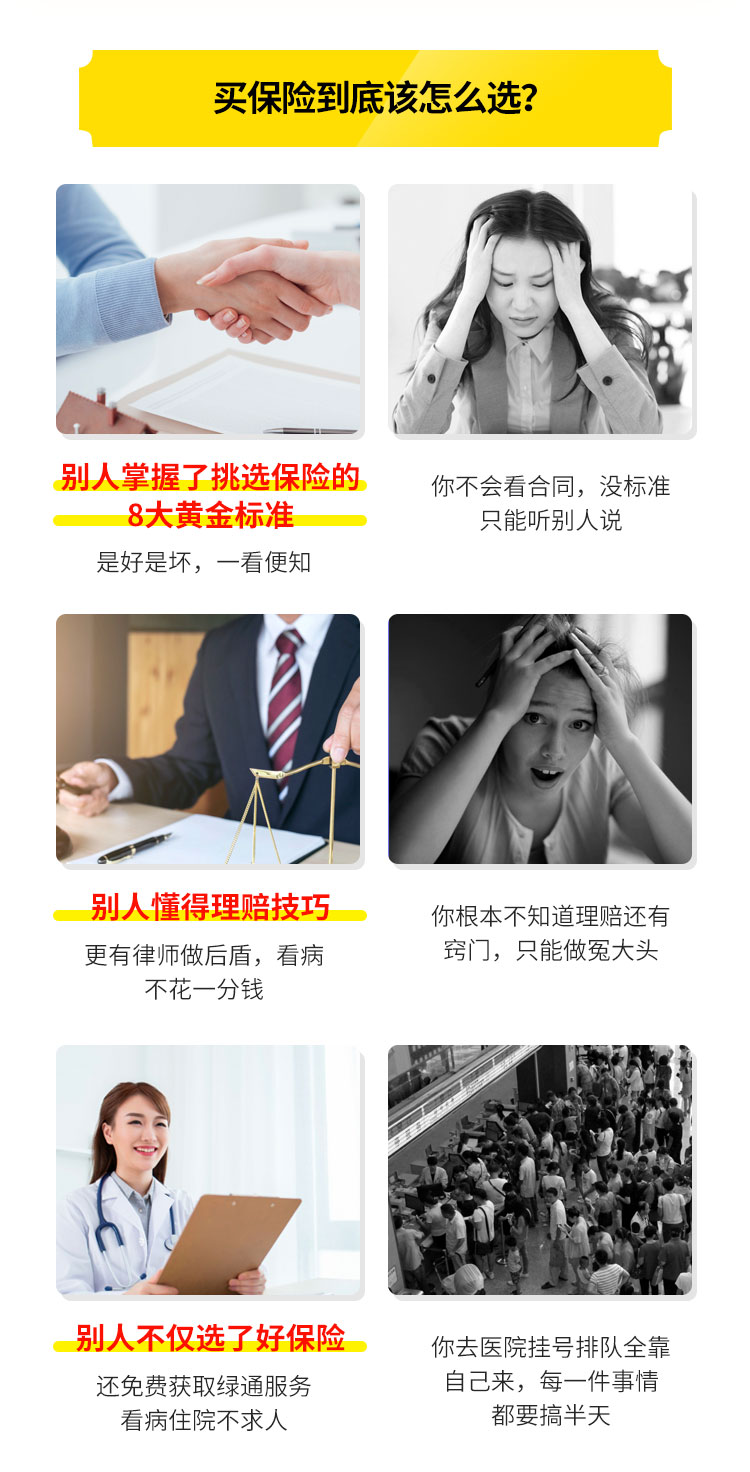 买保险到底该怎么选？
别人掌握了挑选保险的
8大黄金标准
是好是坏，一看便知
你不会看合同，没标准
只能听别人说
别人懂得理赔技巧
更有律师做后盾，看病
不花一分钱
你根本不知道理赔还有
窍门，只能做冤大头
别人不仅选了好保险
还免费获取绿通服务
看病住院不求人
你去医院挂号排队全靠
自己来，每一件事情
都要搞半天